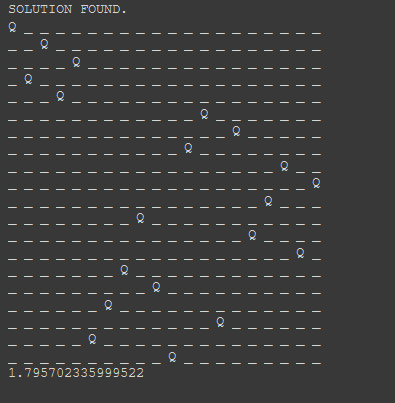 SOLUTION FOUND.
Q _ _ _ _ _ _ _ _ _ _ _ _ _ _ _ _ _ _ _
_ _ Q _ _ _ _ _ _ _ _ _ _ _ _ _ _ _ _ _
_ _ _ _ Q _ _ _ _ _ _ _ _ _ _ _ _ _ _ _
_ Q _ _ _ _ _ _ _ _ _ _ _ _ _ _ _ _ _ _
_ _ _ Q _ _ _ _ _ _ _ _ _ _ _ _ _ _ _ _
_ _ _ _ _ _ _ _ _ _ _ _ Q _ _ _ _ _ _ _
_ _ _ _ _ _ _ _ _ _ _ _ _ _ Q _ _ _ _ _
_ _ _ _ _ _ _ _ _ _ _ Q _ _ _ _ _ _ _ _
_ _ _ _ _ _ _ _ _ _ _ _ _ _ _ _ _ Q _ _
_ _ _ _ _ _ _ _ _ _ _ _ _ _ _ _ _ _ _ Q
_ _ _ _ _ _ _ _ _ _ _ _ _ _ _ _ Q _ _ _
_ _ _ _ _ _ _ _ Q _ _ _ _ _ _ _ _ _ _ _
_ _ _ _ _ _ _ _ _ _ _ _ _ _ _ Q _ _ _ _
_ _ _ _ _ _ _ _ _ _ _ _ _ _ _ _ _ _ Q _
_ _ _ _ _ _ _ Q _ _ _ _ _ _ _ _ _ _ _ _
_ _ _ _ _ _ _ _ _ Q _ _ _ _ _ _ _ _ _ _
_ _ _ _ _ _ Q _ _ _ _ _ _ _ _ _ _ _ _ _
_ _ _ _ _ _ _ _ _ _ _ _ _ Q _ _ _ _ _ _
_ _ _ _ _ Q _ _ _ _ _ _ _ _ _ _ _ _ _ _
_ _ _ _ _ _ _ _ _ _ Q _ _ _ _ _ _ _ _ _
1.795702335999522